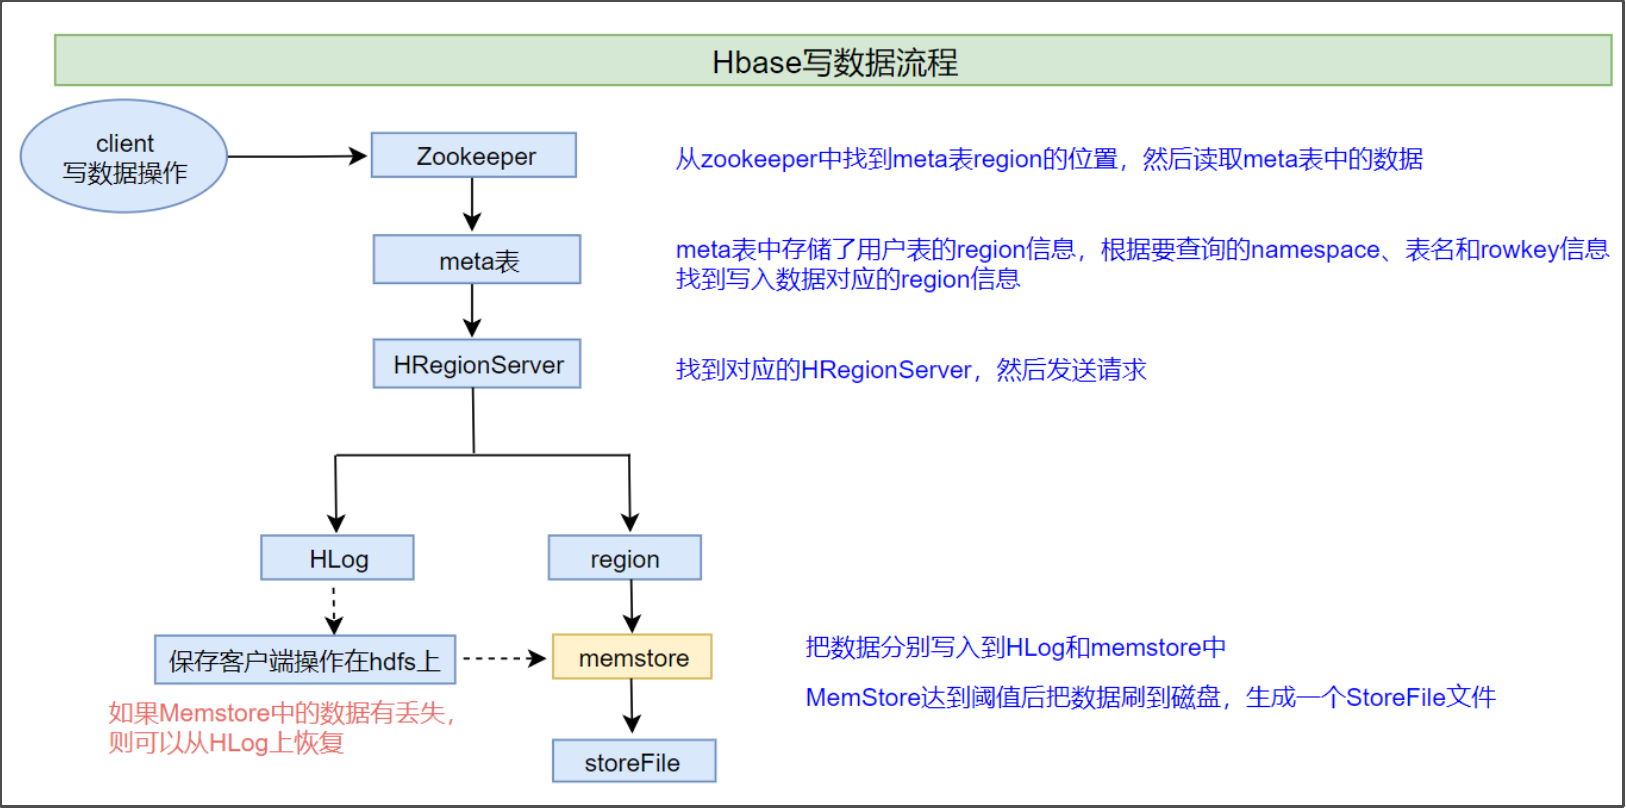 Hbase写数据流程
client
写数据操作
Zookeeper
从zookeeper中找到meta表region的位置，然后读取meta表中的数据
meta表
meta表中存储了用户表的region信息，根据要查询的namespace、表名和rowkey信息
找到写入数据对应的region信息
HRegionServer
找到对应的HRegionServer，然后发送请求
HLog
region
保存客户端操作在hdfs上
memstore
把数据分别写入到HLog和memstore中
MemStore达到阈值后把数据刷到磁盘，生成一个StoreFile文件
如果Memstore中的数据有丢失，
则可以从HLog上恢复
storeFile